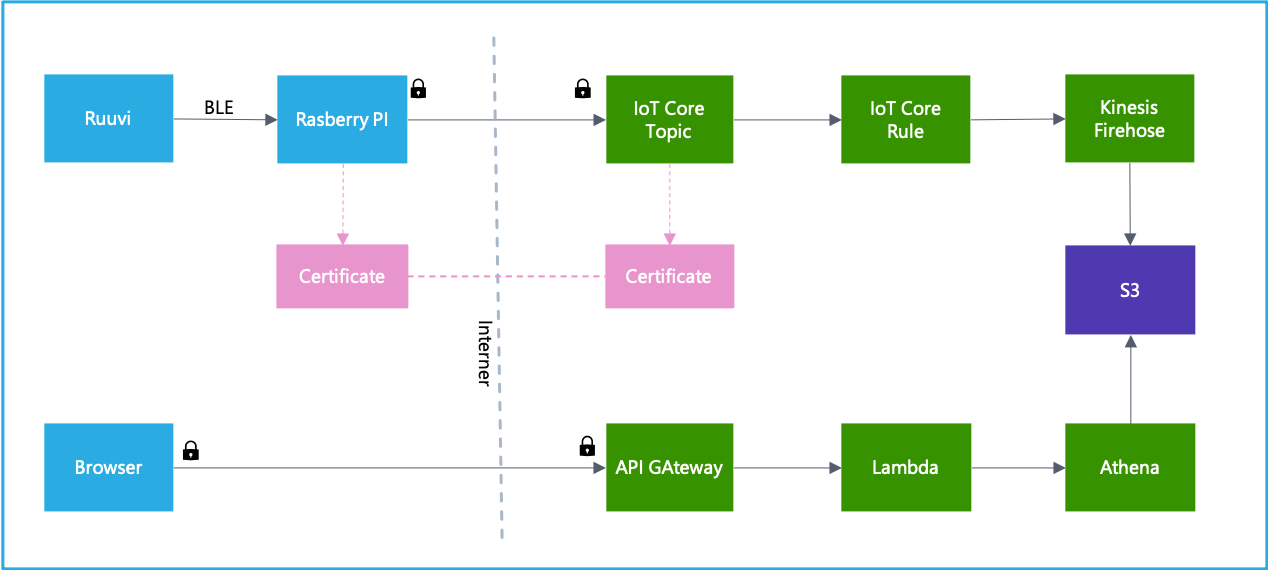 Ruuvi
BLE
Rasberry PI
IoT Core
Topic
IoT Core
Rule
Kinesis
Firehose
Certificate
Certificate
S3
Interner
Browser
API GAteway
Lambda
Athena